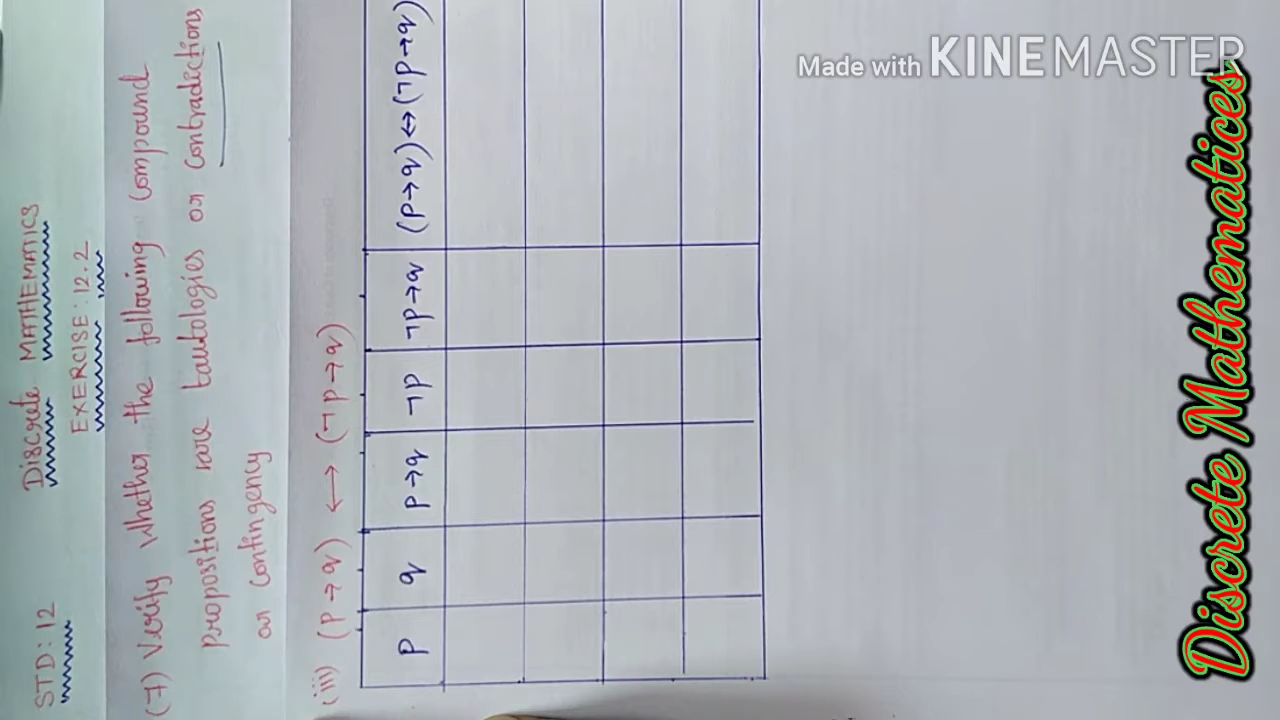 STD: 12 Discrete MATHEMATICS
EXERCISE: 12.2
(7) Verify whether the following compound
propositions are tautologies or contradictions
or contingency
(iii) (p → q) ↔ (¬p → q)
p q p→q ¬p ¬p→q (p→q)↔(¬p→q)
Made with KINEMASTER
Discrete Mathematices